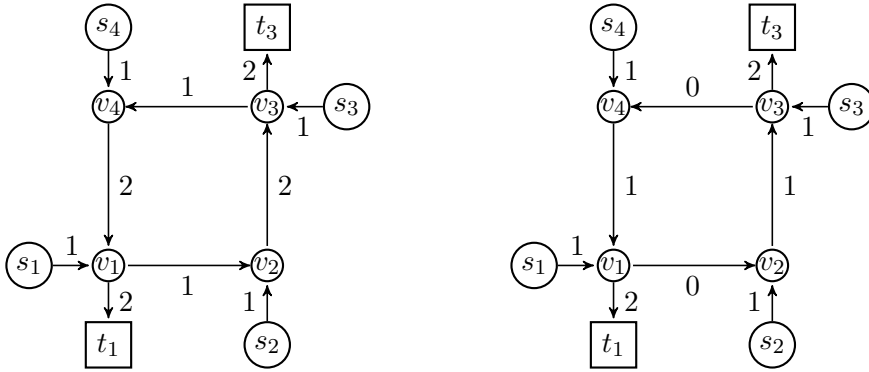 s₄ t₃ s₄ t₃
1 2 1 2
1 0
v₄ v₃ s₃ v₄ v₃ s₃
1 1
2 2 1 1
1 1
s₁ v₁ v₂ s₁ v₁ v₂
1 0
2 1 2 1
t₁ s₂ t₁ s₂